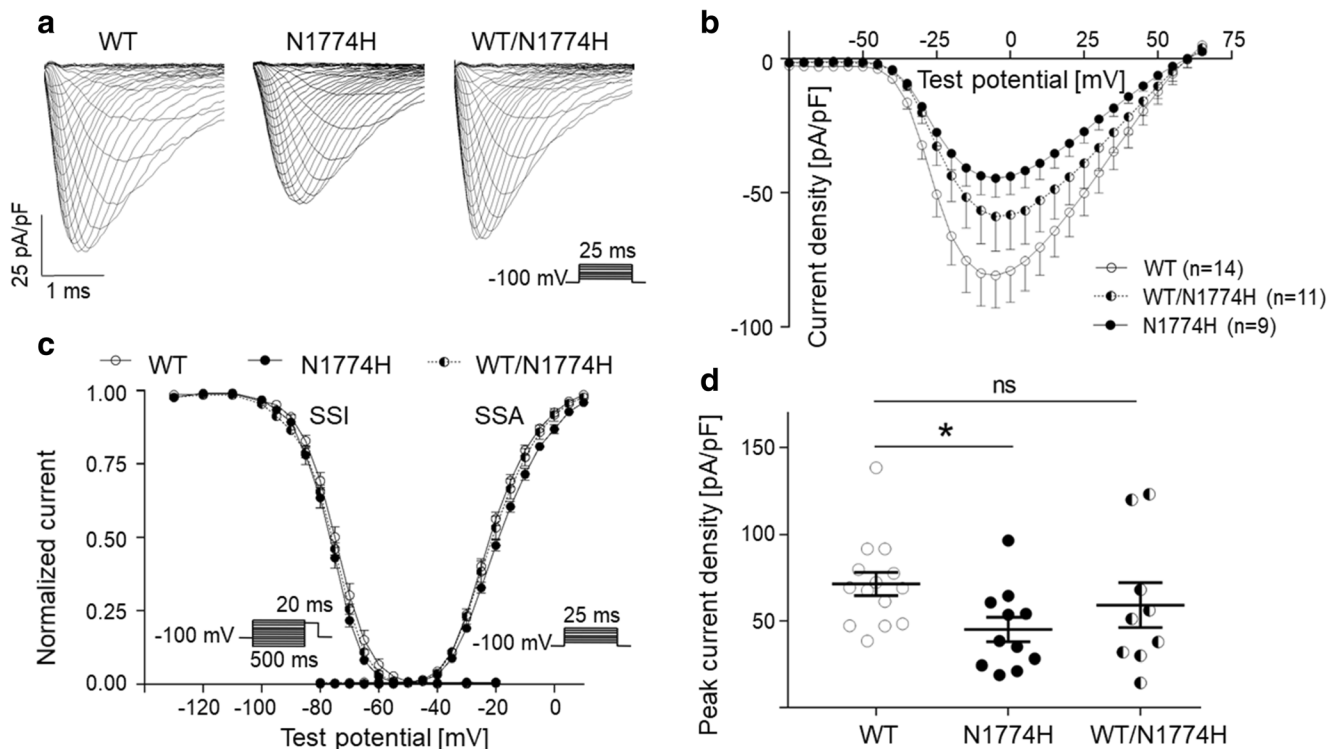 a
WT
N1774H
WT/N1774H
25 pA/pF
1 ms
25 ms
-100 mV
b
-50
-25
0
25
50
75
0
Test potential [mV]
Current density [pA/pF]
-50
-100
WT (n=14)
WT/N1774H (n=11)
N1774H (n=9)
c
WT
N1774H
WT/N1774H
1.00
0.75
0.50
0.25
0.00
Normalized current
SSI
SSA
20 ms
-100 mV
500 ms
25 ms
-100 mV
-120
-100
-80
-60
-40
-20
0
Test potential [mV]
d
ns
*
Peak current density [pA/pF]
150
100
50
WT
N1774H
WT/N1774H